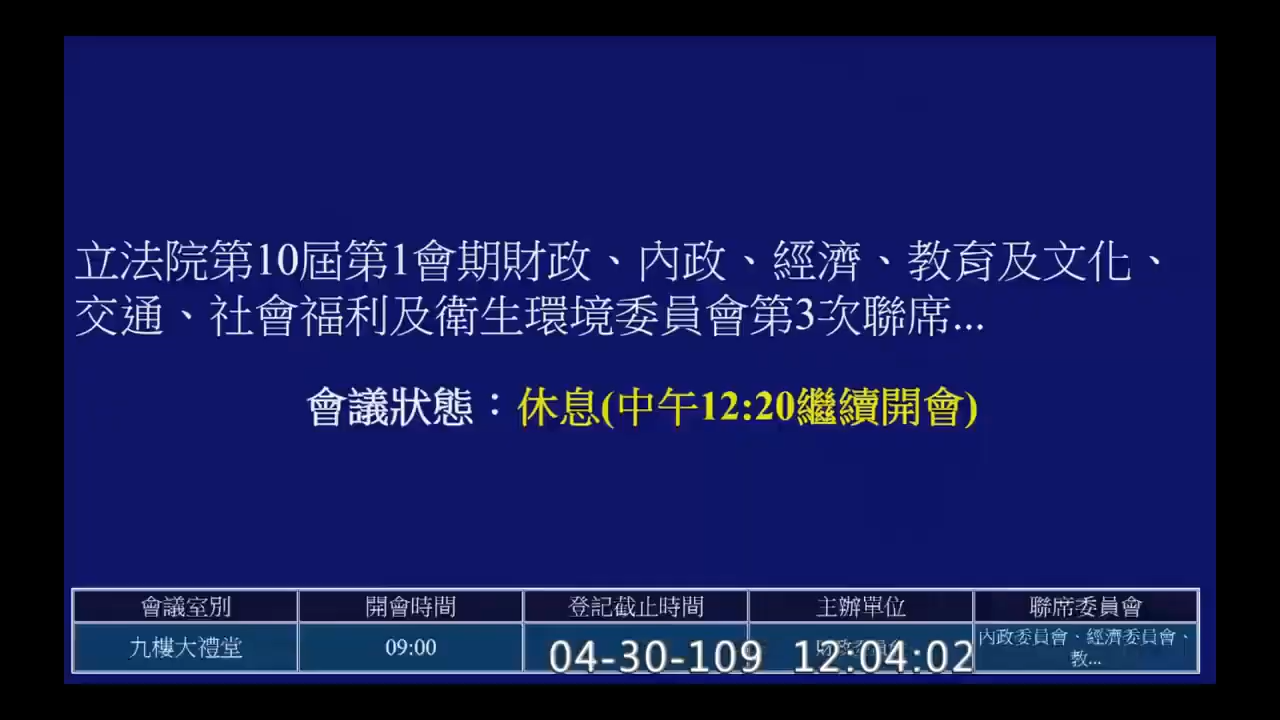 立法院第10屆第1會期財政、內政、經濟、教育及文化、
交通、社會福利及衛生環境委員會第3次聯席...
會議狀態：休息(中午12:20繼續開會)
會議室別 開會時間 登記截止時間 主辦單位 聯席委員會
九樓大禮堂 09:00 內政委員會、經濟委員會、
教...
04-30-109 12:04:02